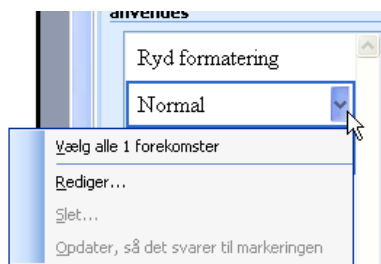 anvendes
Ryd formatering
Normal
Vælg alle 1 forekomster
Rediger...
Slet...
Opdater, så det svarer til markeringen